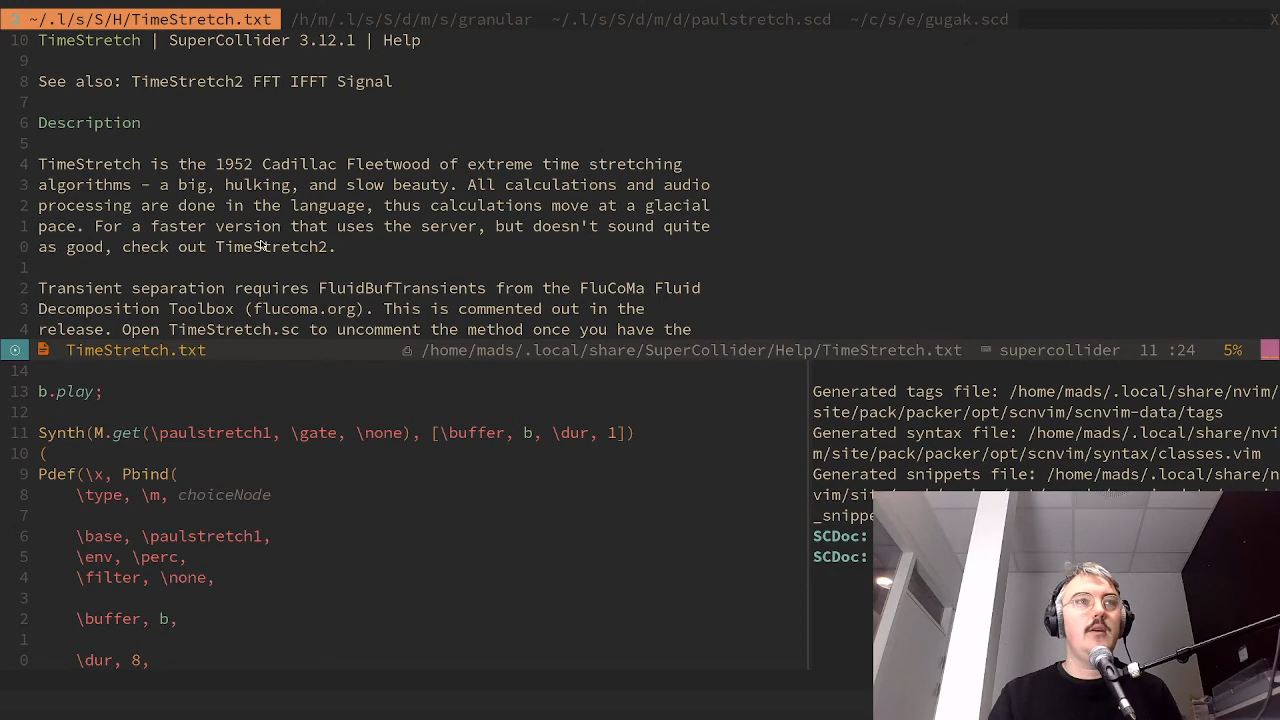 ~/.l/s/S/H/TimeStretch.txt /h/m/.l/s/S/d/m/s/granular ~/.l/s/S/d/m/d/paulstretch.scd ~/c/s/e/gugak.scd X
10 TimeStretch | SuperCollider 3.12.1 | Help
9
8 See also: TimeStretch2 FFT IFFT Signal
7
6 Description
5
4 TimeStretch is the 1952 Cadillac Fleetwood of extreme time stretching
3 algorithms – a big, hulking, and slow beauty. All calculations and audio
2 processing are done in the language, thus calculations move at a glacial
1 pace. For a faster version that uses the server, but doesn't sound quite
0 as good, check out TimeStretch2.
1
2 Transient separation requires FluidBufTransients from the FluCoMa Fluid
3 Decomposition Toolbox (flucoma.org). This is commented out in the
4 release. Open TimeStretch.sc to uncomment the method once you have the
TimeStretch.txt /home/mads/.local/share/SuperCollider/Help/TimeStretch.txt supercollider 11 :24 5%
14
13 b.play;
12
11 Synth(M.get(\paulstretch1, \gate, \none), [\buffer, b, \dur, 1])
10 (
9 Pdef(\x, Pbind(
8 \type, \m, choiceNode
7
6 \base, \paulstretch1,
5 \env, \perc,
4 \filter, \none,
3
2 \buffer, b,
1
0 \dur, 8,
Generated tags file: /home/mads/.local/share/nvim/
site/pack/packer/opt/scnvim/scnvim-data/tags
Generated syntax file: /home/mads/.local/share/nvi
m/site/pack/packer/opt/scnvim/syntax/classes.vim
Generated snippets file: /home/mads/.local/share/n
vim/si
_snippe
SCDoc:
SCDoc: